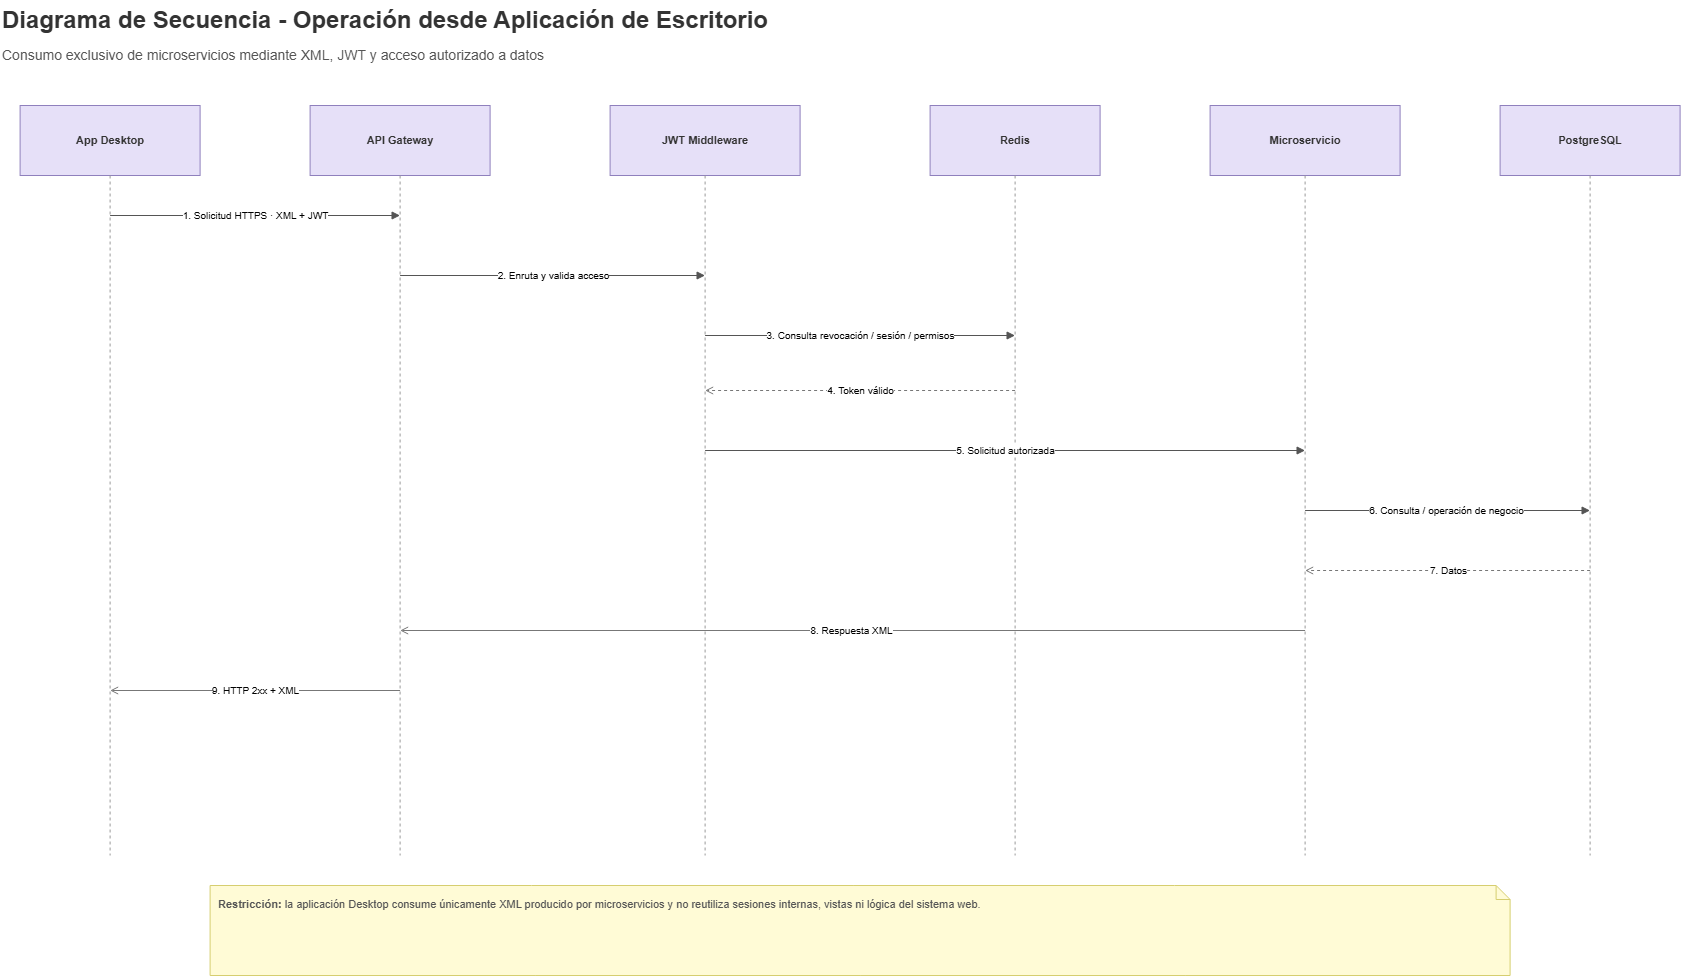 Diagrama de Secuencia - Operación desde Aplicación de Escritorio
Consumo exclusivo de microservicios mediante XML, JWT y acceso autorizado a datos
App Desktop
API Gateway
JWT Middleware
Redis
Microservicio
PostgreSQL
1. Solicitud HTTPS · XML + JWT
2. Enruta y valida acceso
3. Consulta revocación / sesión / permisos
4. Token válido
5. Solicitud autorizada
6. Consulta / operación de negocio
7. Datos
8. Respuesta XML
9. HTTP 2xx + XML
Restricción: la aplicación Desktop consume únicamente XML producido por microservicios y no reutiliza sesiones internas, vistas ni lógica del sistema web.